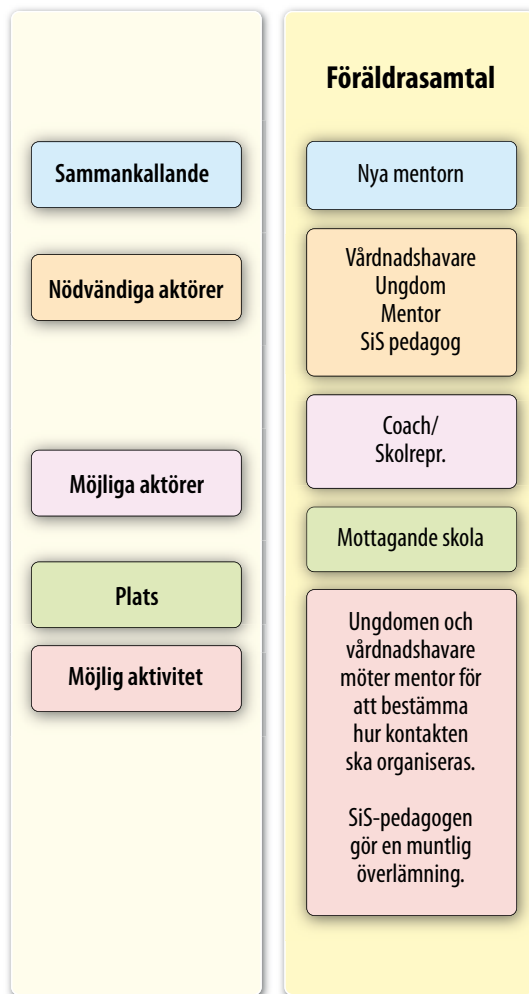 Sammankallande
Nödvändiga aktörer
Möjliga aktörer
Plats
Möjlig aktivitet
Föräldrasamtal
Nya mentorn
Vårdnadshavare
Ungdom
Mentor
SiS pedagog
Coach/
Skolrepr.
Mottagande skola
Ungdomen och
vårdnadshavare
möter mentor för
att bestämma
hur kontakten
ska organiseras.
SiS-pedagogen
gör en muntlig
överlämning.